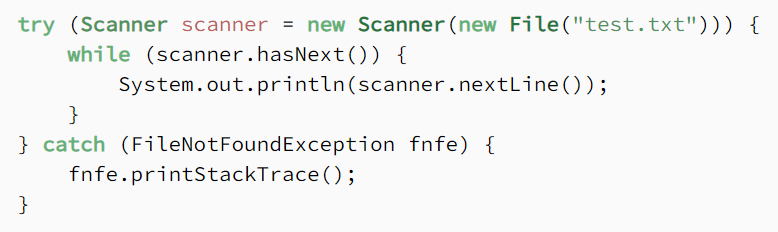 try (Scanner scanner = new Scanner(new File("test.txt"))) {
    while (scanner.hasNext()) {
        System.out.println(scanner.nextLine());
    }
} catch (FileNotFoundException fnfe) {
    fnfe.printStackTrace();
}